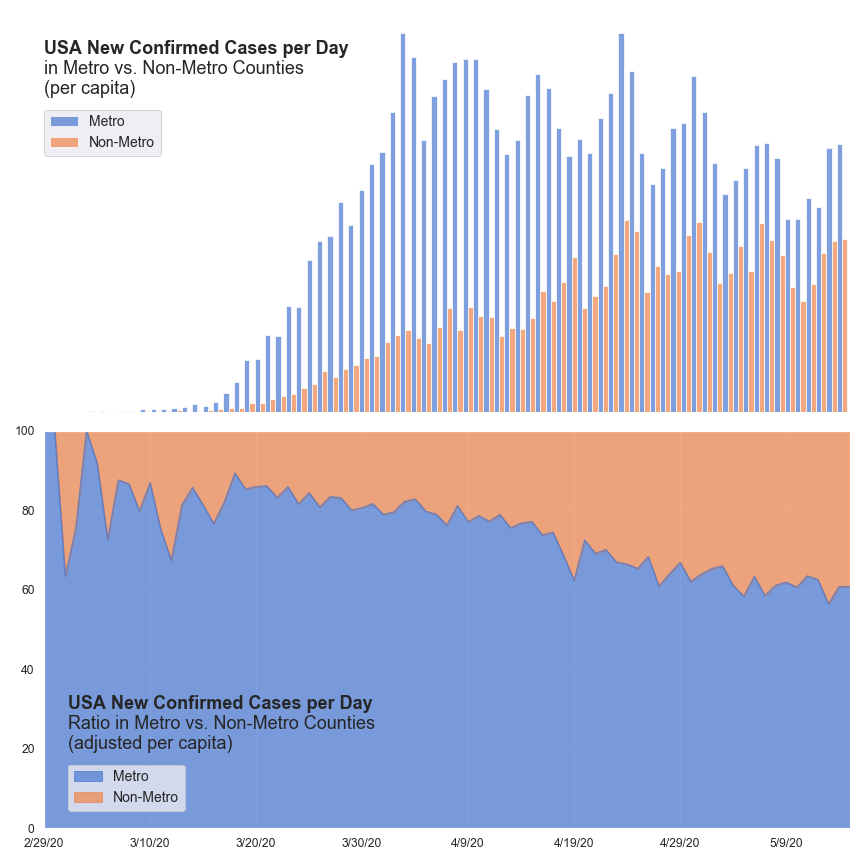 USA New Confirmed Cases per Day
in Metro vs. Non-Metro Counties
(per capita)
Metro
Non-Metro
100
80
60
40
20
0
USA New Confirmed Cases per Day
Ratio in Metro vs. Non-Metro Counties
(adjusted per capita)
Metro
Non-Metro
2/29/20 3/10/20 3/20/20 3/30/20 4/9/20 4/19/20 4/29/20 5/9/20